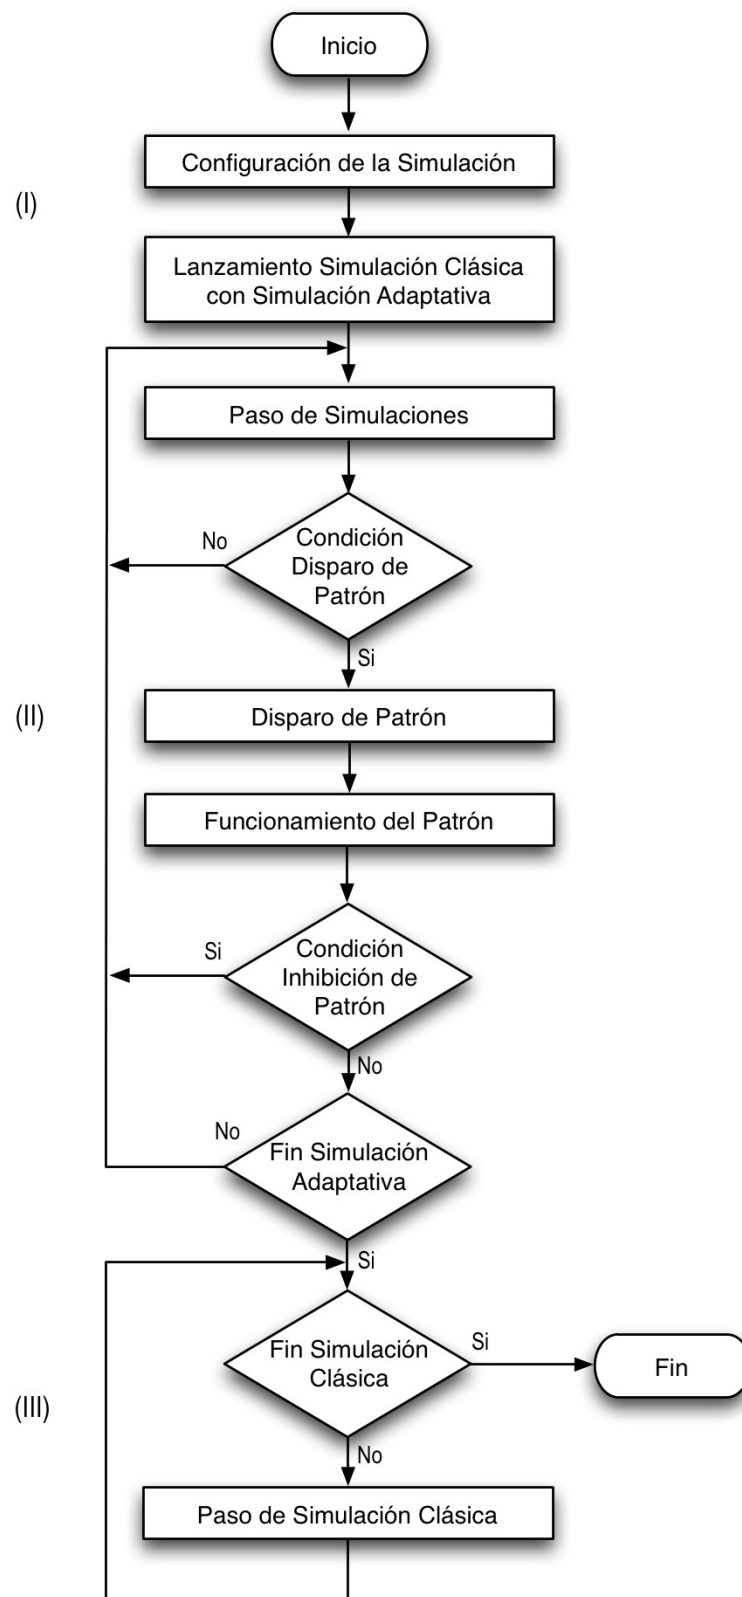 Inicio
Configuración de la Simulación
(I)
Lanzamiento Simulación Clásica
con Simulación Adaptativa
Paso de Simulaciones
No
Condición
Disparo de
Patrón
Si
(II)
Disparo de Patrón
Funcionamiento del Patrón
Si
Condición
Inhibición de
Patrón
No
No
Fin Simulación
Adaptativa
Si
Fin Simulación
Clásica
Si
Fin
(III)
No
Paso de Simulación Clásica